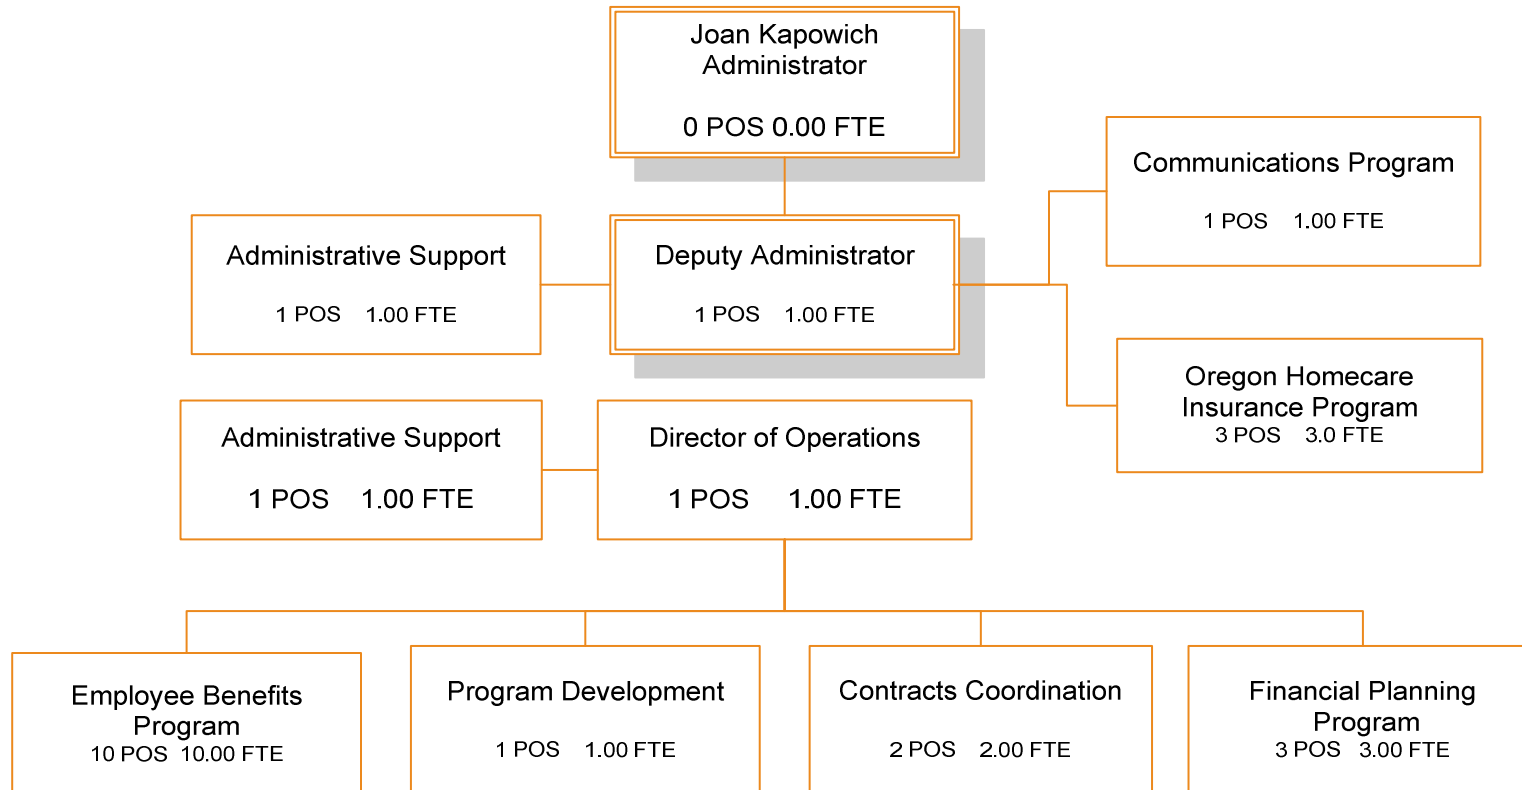 Joan Kapowich
Administrator
0 POS 0.00 FTE
Communications Program
1 POS 1.00 FTE
Administrative Support
1 POS 1.00 FTE
Deputy Administrator
1 POS 1.00 FTE
Oregon Homecare
Insurance Program
3 POS 3.0 FTE
Administrative Support
1 POS 1.00 FTE
Director of Operations
1 POS 1.00 FTE
Employee Benefits
Program
10 POS 10.00 FTE
Program Development
1 POS 1.00 FTE
Contracts Coordination
2 POS 2.00 FTE
Financial Planning
Program
3 POS 3.00 FTE